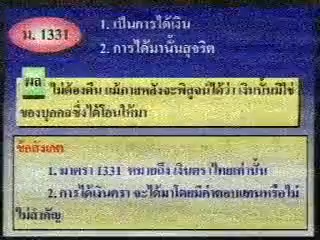 ม. 1331
1. เป็นการได้เงิน
2. การได้มานั้นสุจริต
ผล
ไม่ต้องคืน แม้ภายหลังจะพิสูจน์ได้ว่า เงินนั้นมิใช่
ของบุคคลซึ่งได้โอนให้มา
ข้อสังเกต
1. มาตรา 1331 หมายถึง เงินตราไทยเท่านั้น
2. การได้เงินตรา จะได้มาโดยมีค่าตอบแทนหรือไม่
ไม่สำคัญ